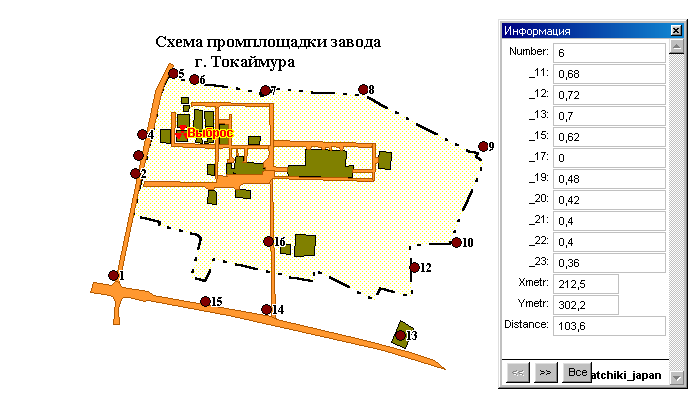 Схема промплощадки завода
г. Токаймура
5
6
7
8
Выброс
4
9
2
16
10
12
1
15
14
13
Информация
Number: 6
_11: 0,68
_12: 0,72
_13: 0,7
_15: 0,62
_17: 0
_19: 0,48
_20: 0,42
_21: 0,4
_22: 0,4
_23: 0,36
Xmetr: 212,5
Ymetr: 302,2
Distance: 103,6
<< >> Все atchiki_japan